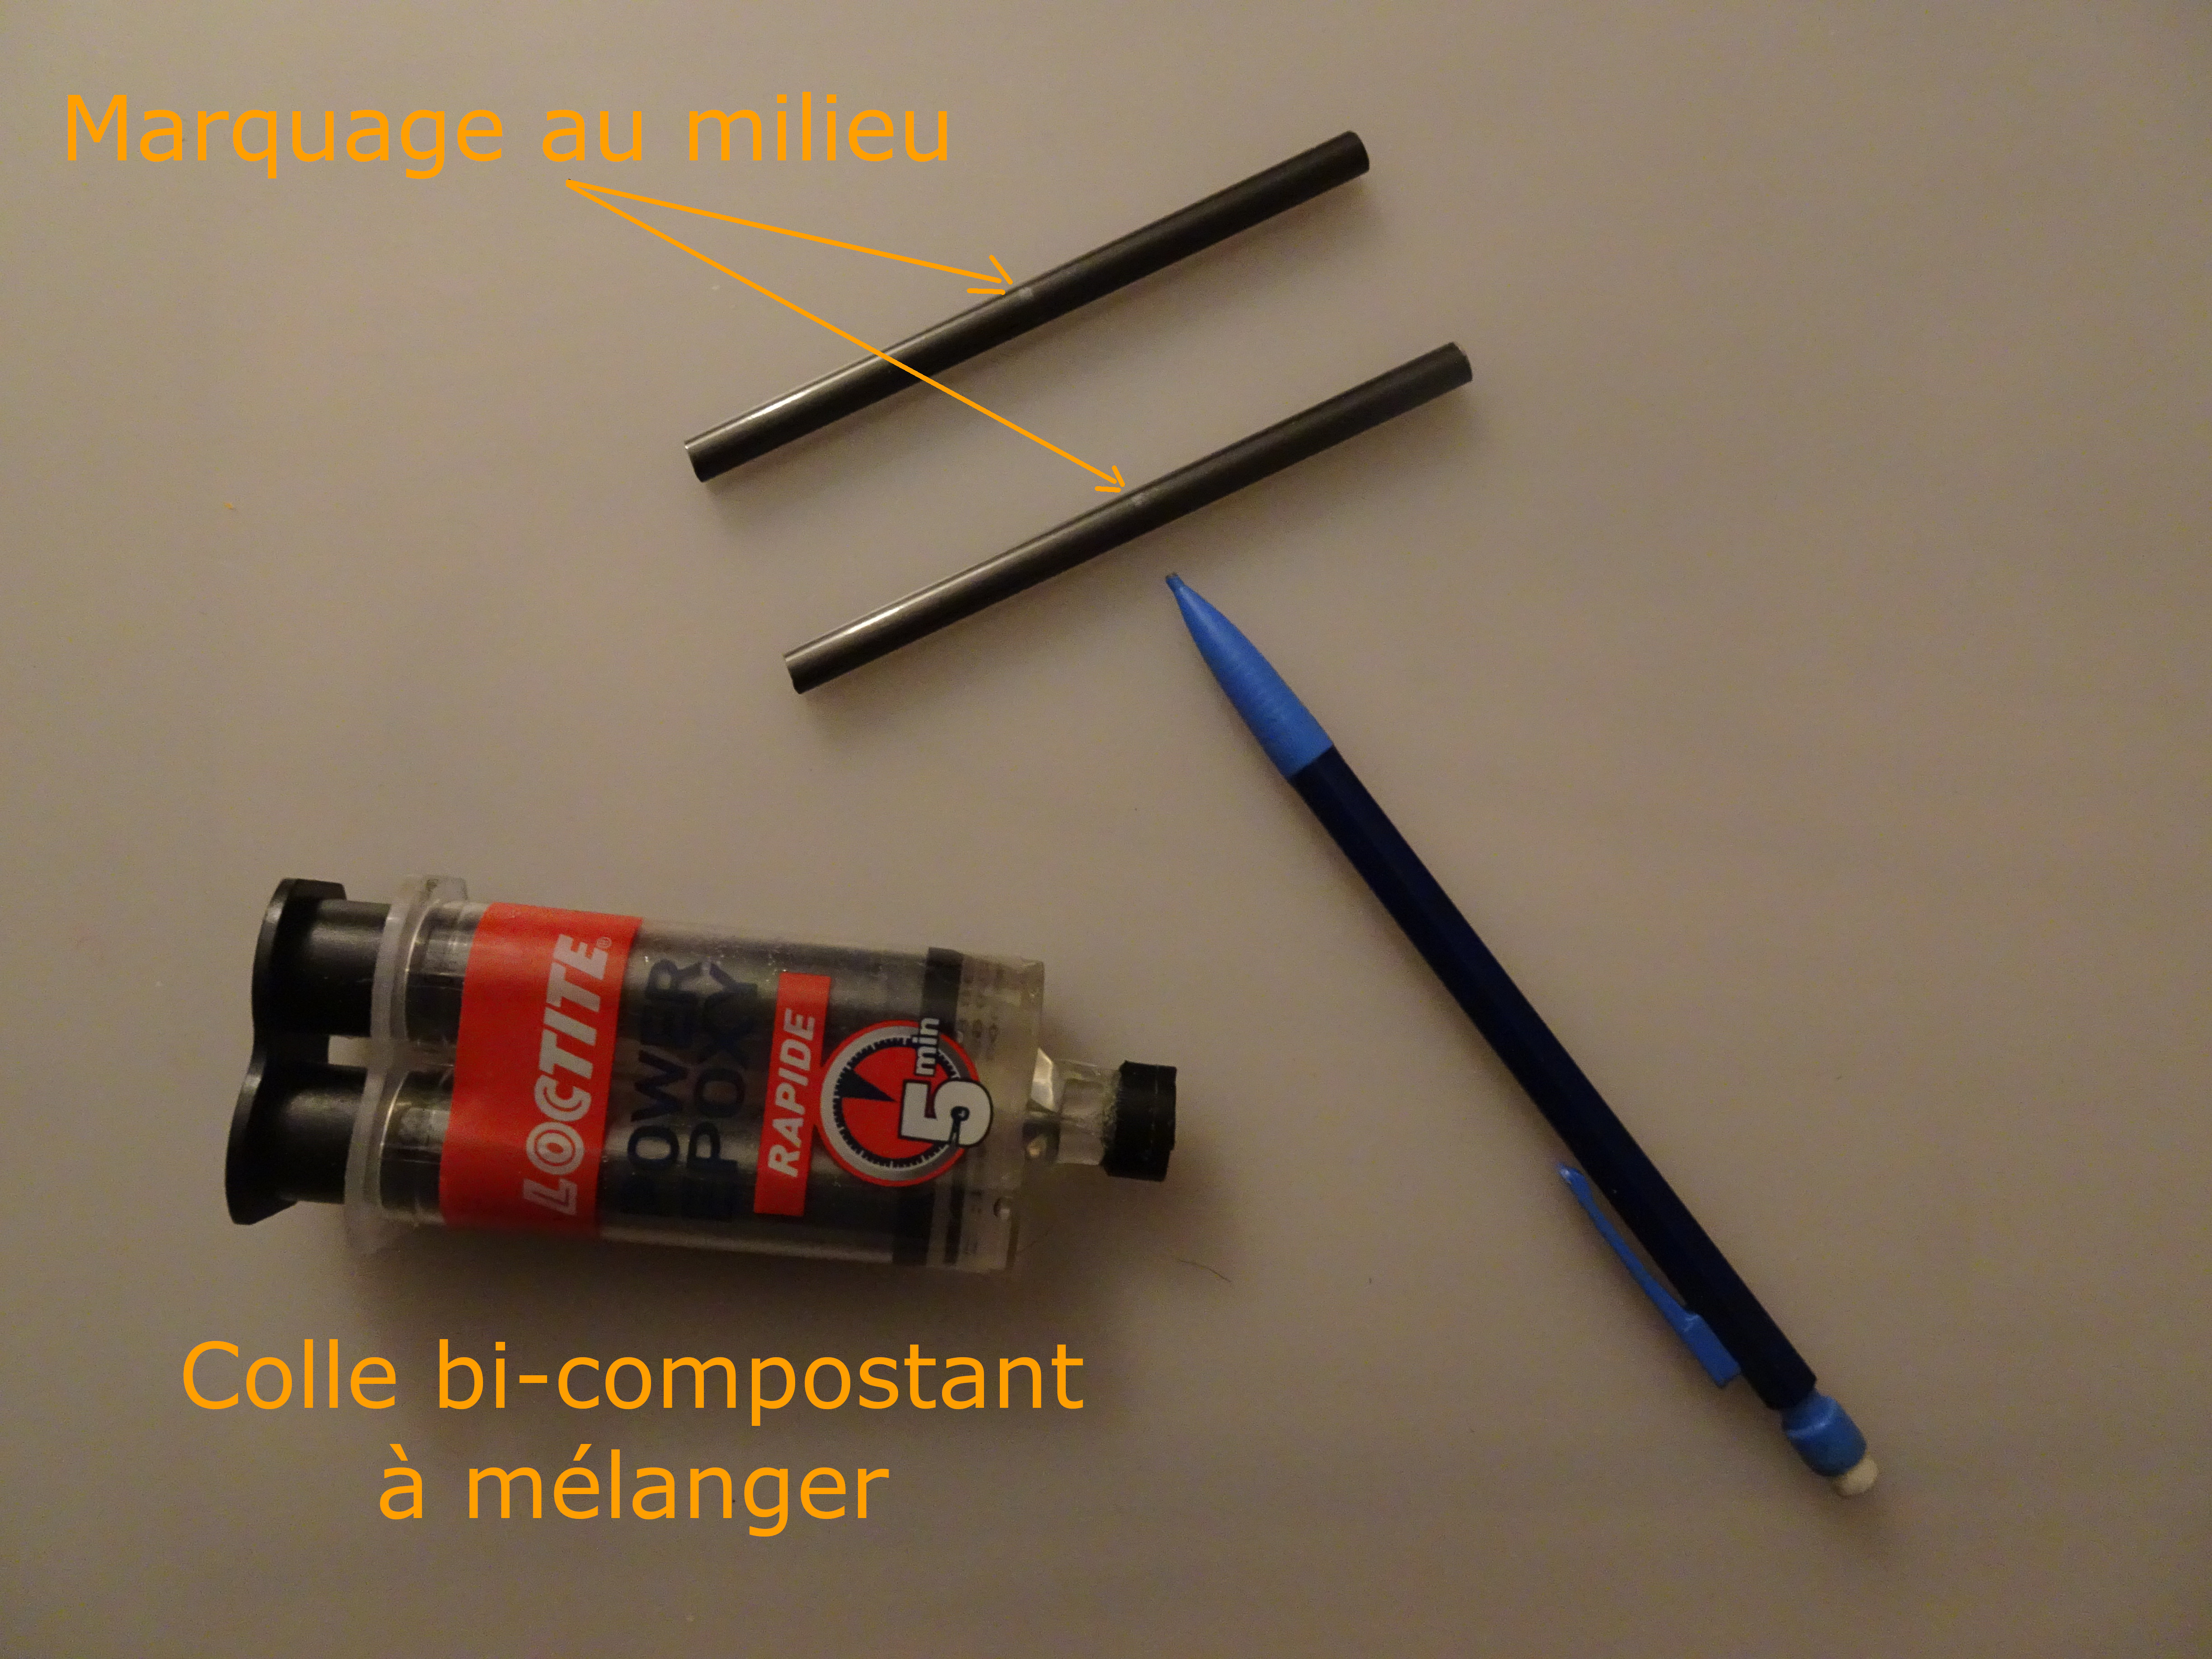 Marquage au milieu
LOCTITE®
POWER
EPOXY
RAPIDE
5 min
Colle bi-compostant
à mélanger